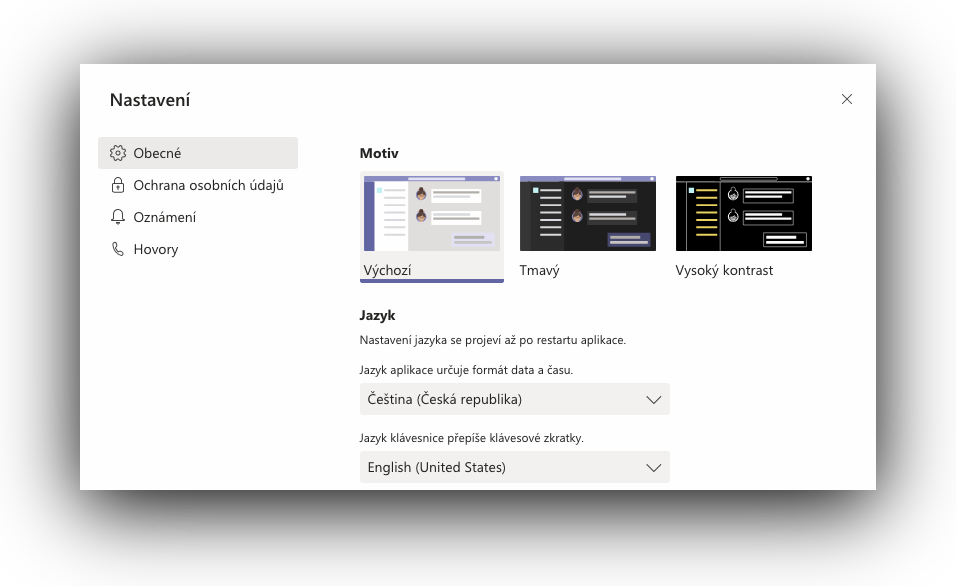 Nastavení
Obecné
Ochrana osobních údajů
Oznámení
Hovory
Motiv
Výchozí
Tmavý
Vysoký kontrast
Jazyk
Nastavení jazyka se projeví až po restartu aplikace.
Jazyk aplikace určuje formát data a času.
Čeština (Česká republika)
Jazyk klávesnice přepíše klávesové zkratky.
English (United States)